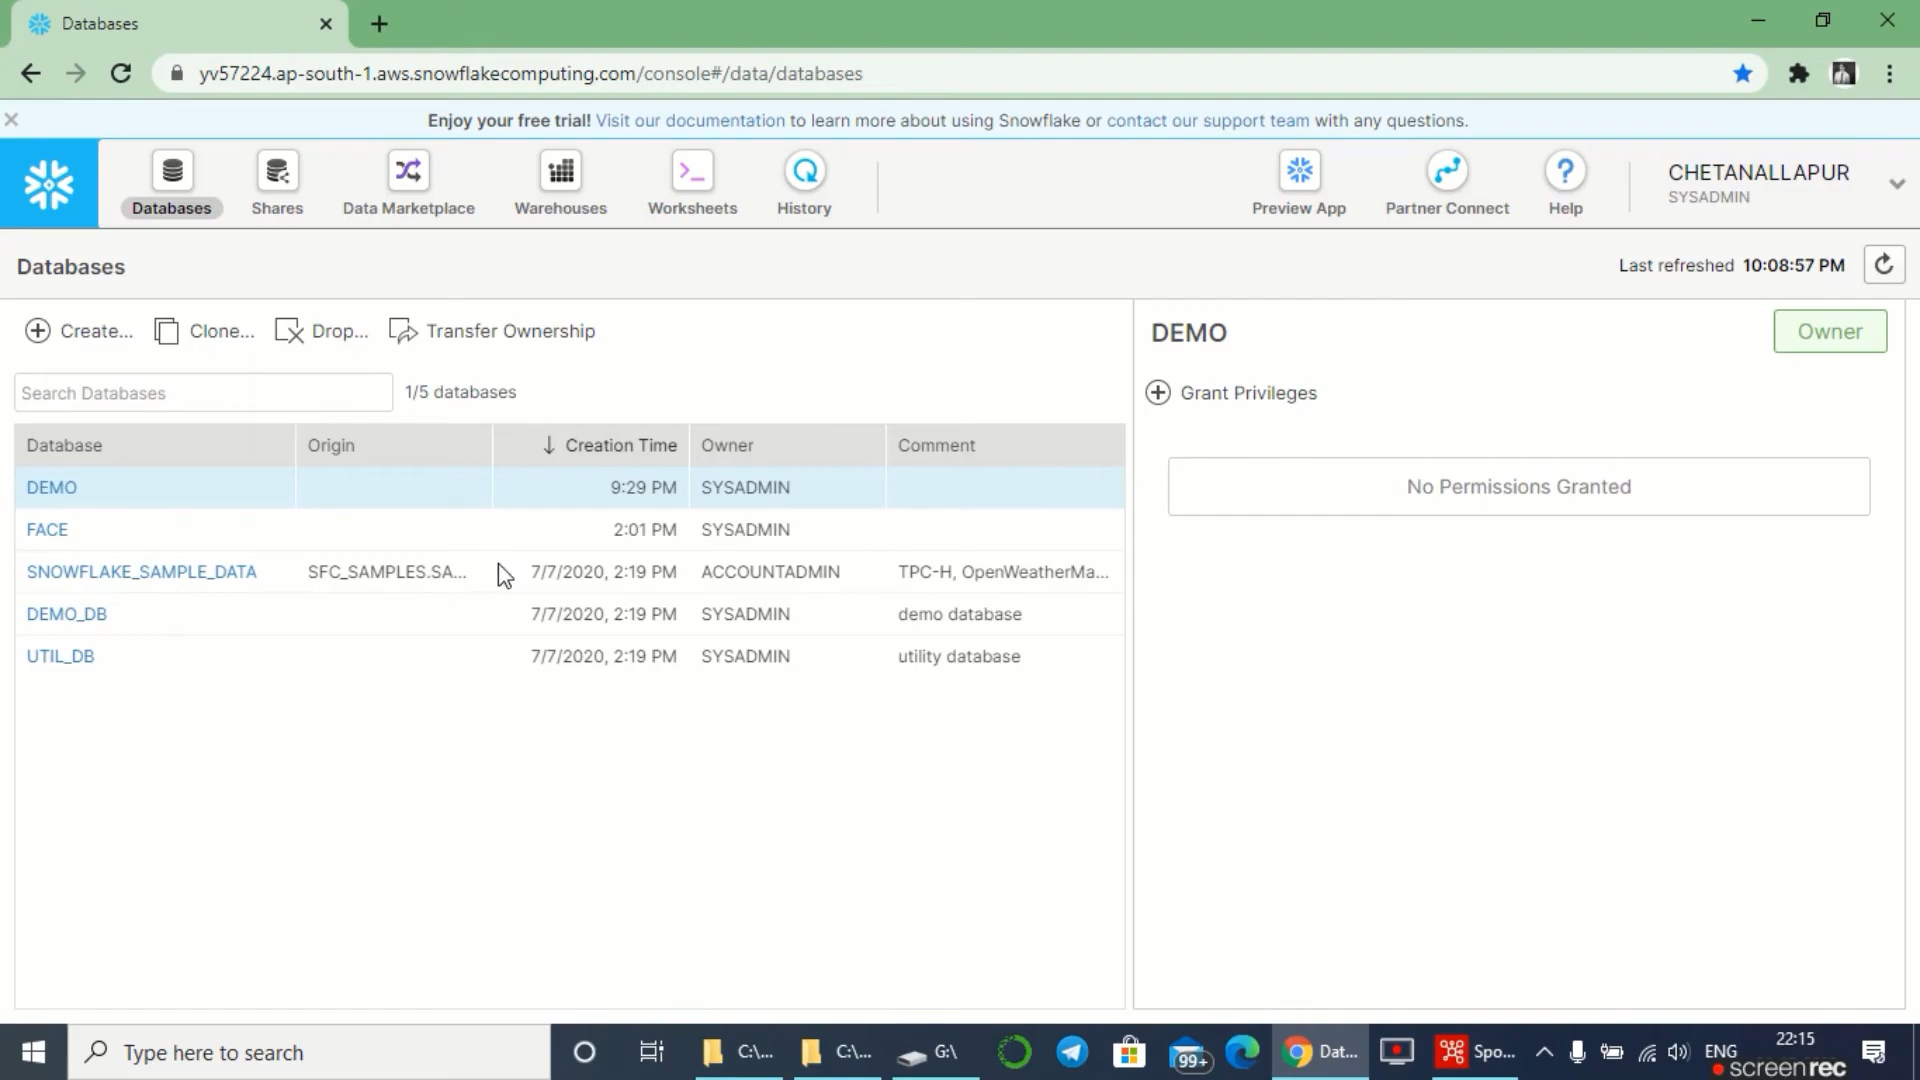 Databases
yv57224.ap-south-1.aws.snowflakecomputing.com/console#/data/databases
Enjoy your free trial! Visit our documentation to learn more about using Snowflake or contact our support team with any questions.
Databases Shares Data Marketplace Warehouses Worksheets History Preview App Partner Connect Help
CHETANALLAPUR
SYSADMIN
Databases
Last refreshed 10:08:57 PM
Create... Clone... Drop... Transfer Ownership
Search Databases 1/5 databases
Database Origin Creation Time Owner Comment
DEMO 9:29 PM SYSADMIN
FACE 2:01 PM SYSADMIN
SNOWFLAKE_SAMPLE_DATA SFC_SAMPLES.SA... 7/7/2020, 2:19 PM ACCOUNTADMIN TPC-H, OpenWeatherMa...
DEMO_DB 7/7/2020, 2:19 PM SYSADMIN demo database
UTIL_DB 7/7/2020, 2:19 PM SYSADMIN utility database
DEMO
Owner
Grant Privileges
No Permissions Granted
Type here to search
C:\...
C:\...
G:\
99+
Dat...
Spo...
ENG
22:15
screenrec